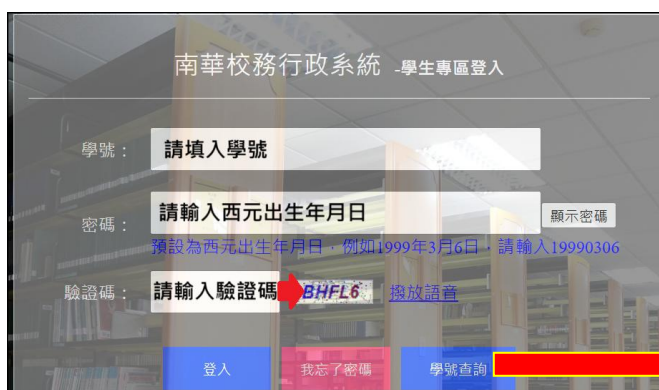 南華校務行政系統 -學生專區登入
學號：
請填入學號
密碼：
請輸入西元出生年月日
顯示密碼
預設為西元出生年月日，例如1999年3月6日，請輸入19990306
驗證碼：
請輸入驗證碼
BHFL6
撥放語音
登入
我忘了密碼
學號查詢